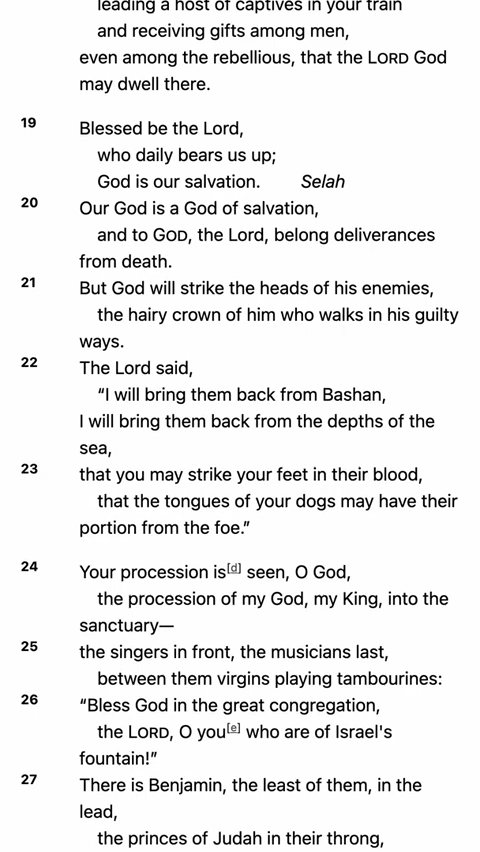 leading a host of captives in your train
and receiving gifts among men,
even among the rebellious, that the LORD God
may dwell there.
19 Blessed be the Lord,
who daily bears us up;
God is our salvation. Selah
20 Our God is a God of salvation,
and to GOD, the Lord, belong deliverances
from death.
21 But God will strike the heads of his enemies,
the hairy crown of him who walks in his guilty
ways.
22 The Lord said,
“I will bring them back from Bashan,
I will bring them back from the depths of the
sea,
23 that you may strike your feet in their blood,
that the tongues of your dogs may have their
portion from the foe.”
24 Your procession is[d] seen, O God,
the procession of my God, my King, into the
sanctuary—
25 the singers in front, the musicians last,
between them virgins playing tambourines:
26 “Bless God in the great congregation,
the LORD, O you[e] who are of Israel's
fountain!”
27 There is Benjamin, the least of them, in the
lead,
the princes of Judah in their throng,